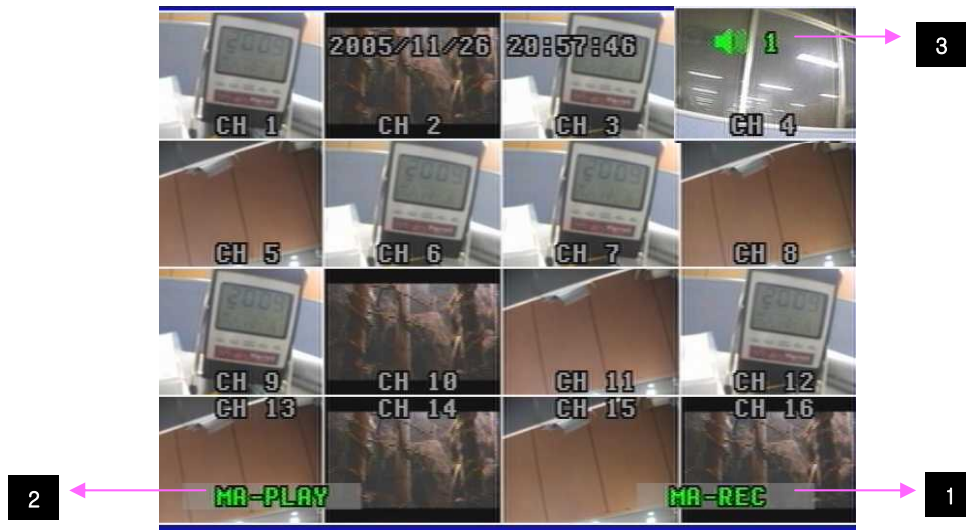 2005/11/26 20:57:46
1
3
CH 1 CH 2 CH 3 CH 4
CH 5 CH 6 CH 7 CH 8
CH 9 CH 10 CH 11 CH 12
CH 13 CH 14 CH 15 CH 16
2
MA-PLAY
MA-REC
1